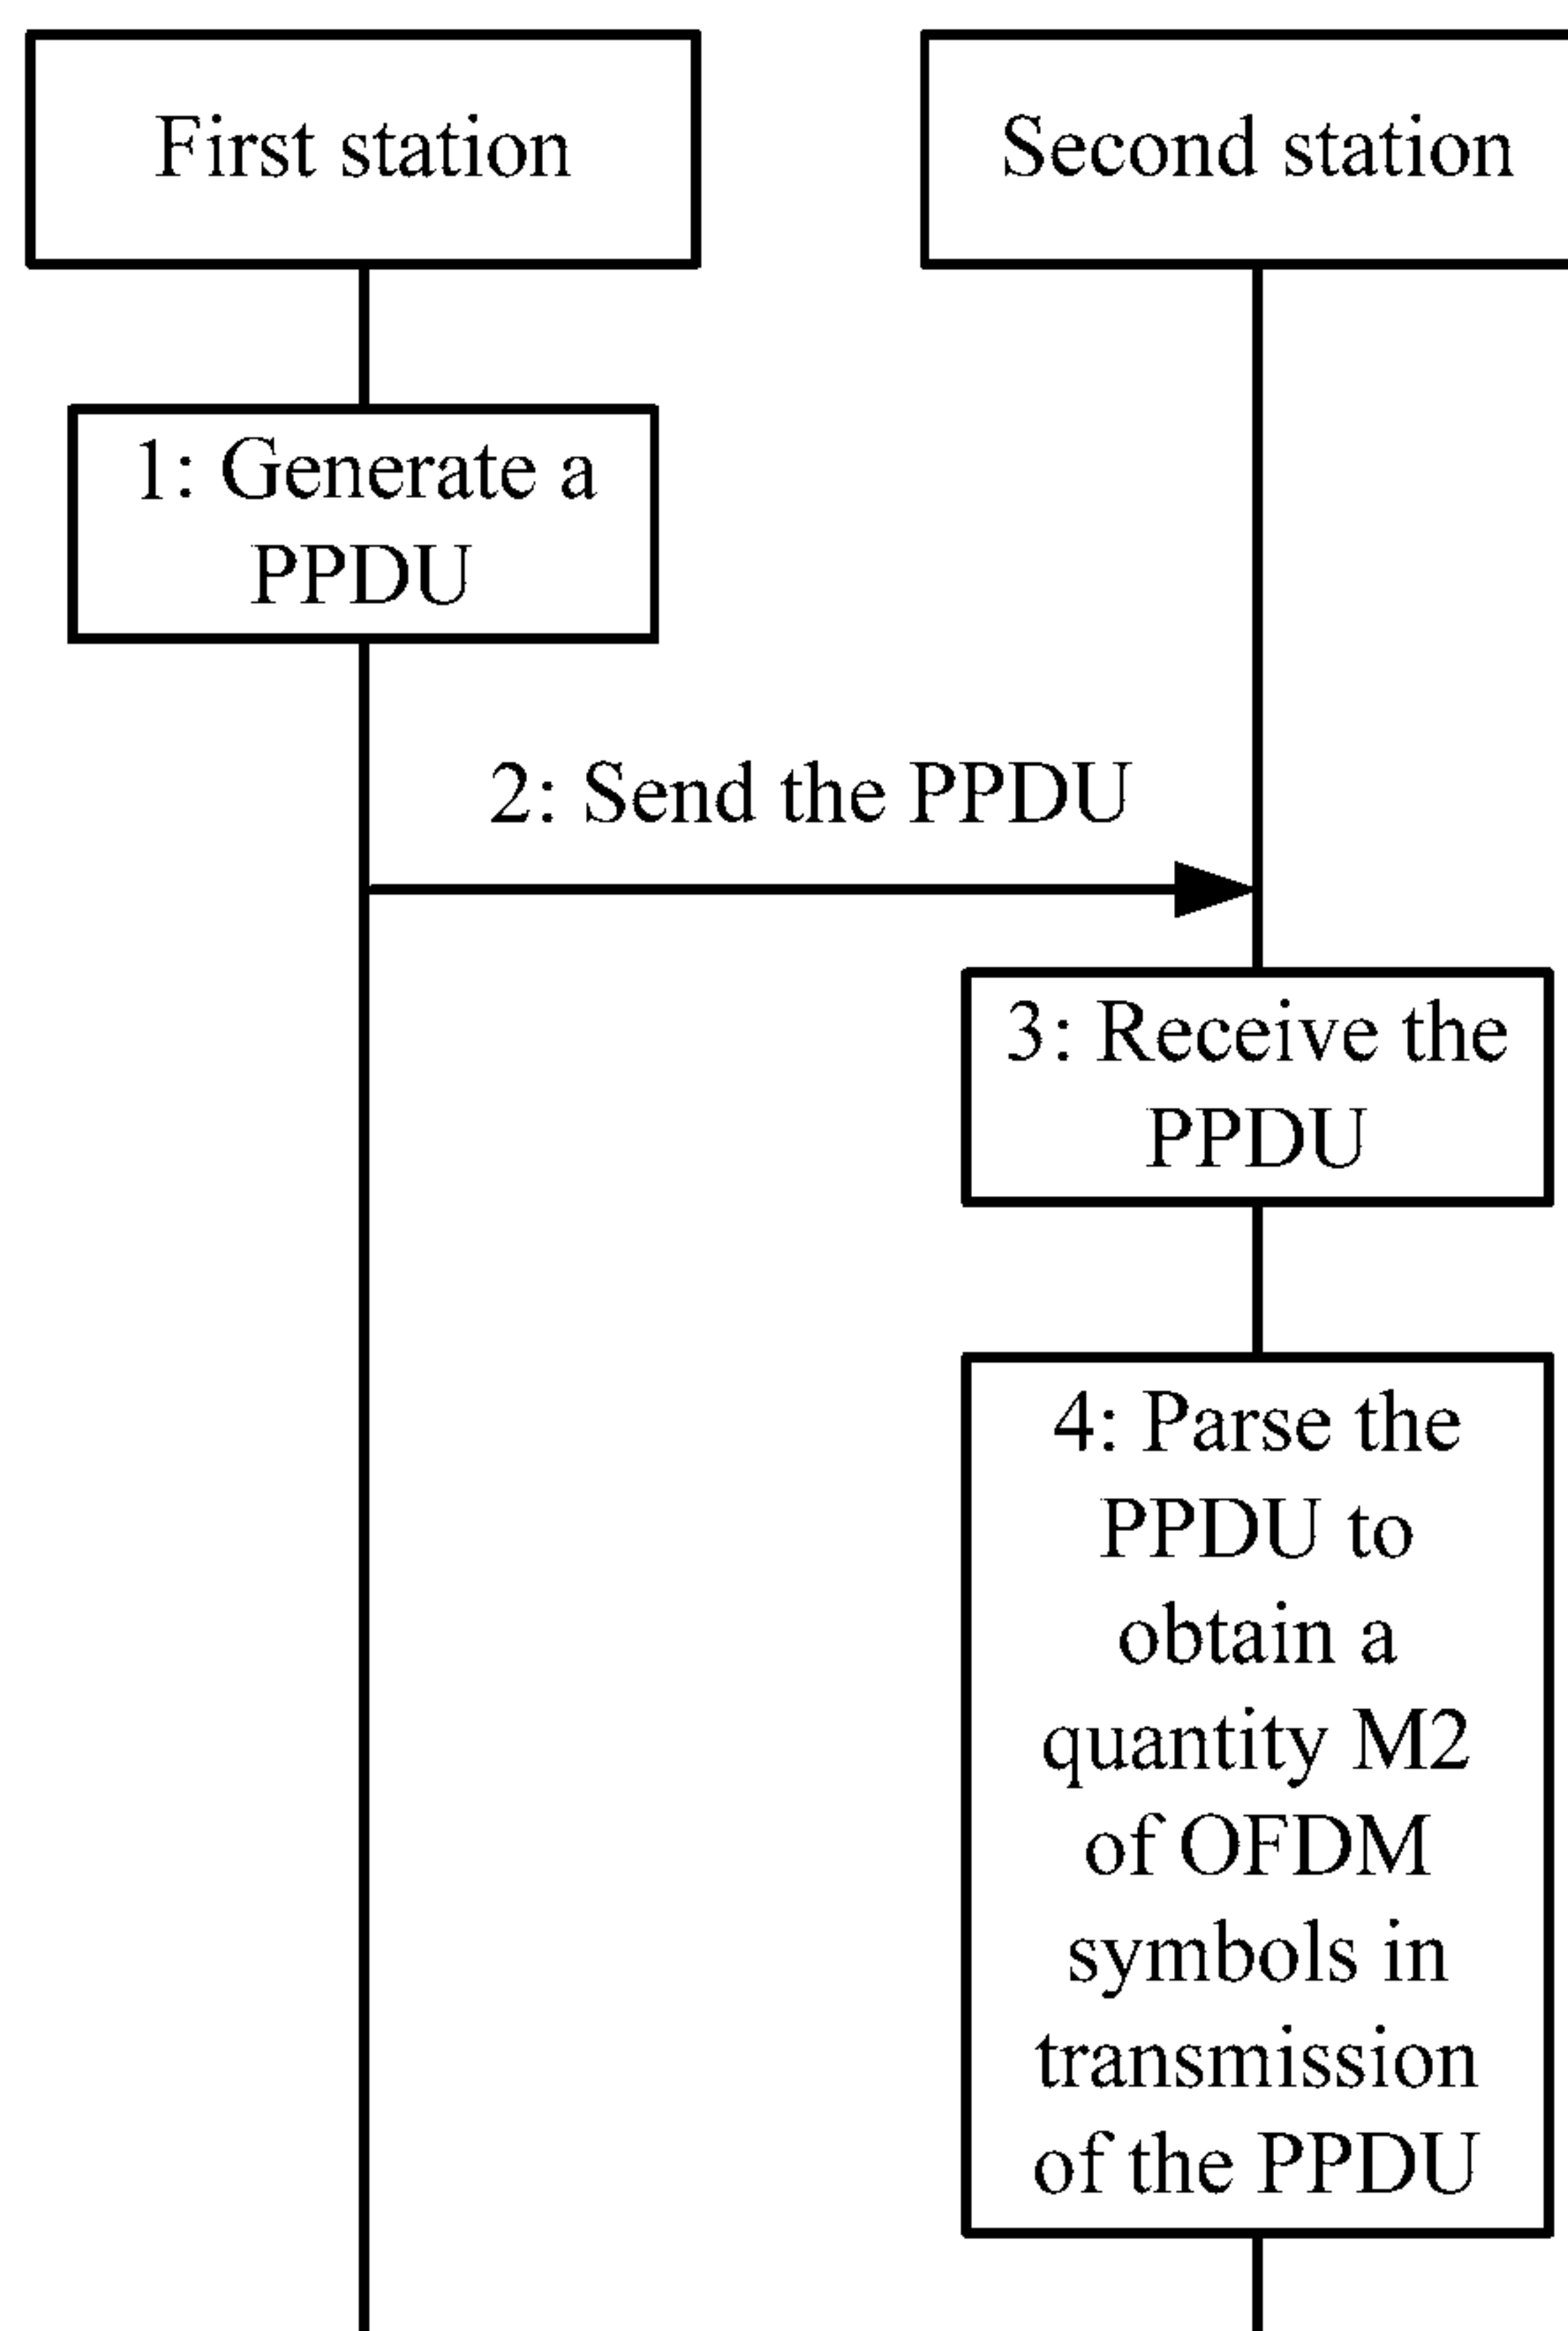 First station
Second station
1: Generate a
PPDU
2: Send the PPDU
3: Receive the
PPDU
4: Parse the
PPDU to
obtain a
quantity M2
of OFDM
symbols in
transmission
of the PPDU